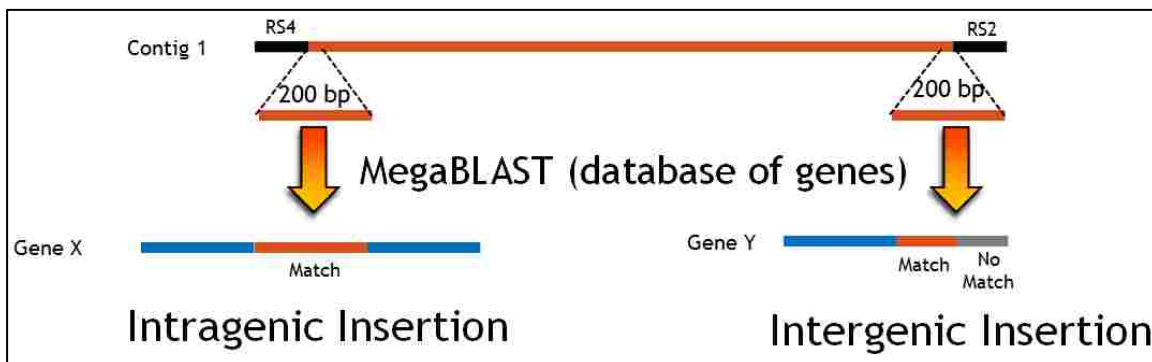 RS4
RS2
Contig 1
200 bp
200 bp
MegaBLAST (database of genes)
Gene X
Match
Gene Y
Match
No
Match
Intragenic Insertion
Intergenic Insertion